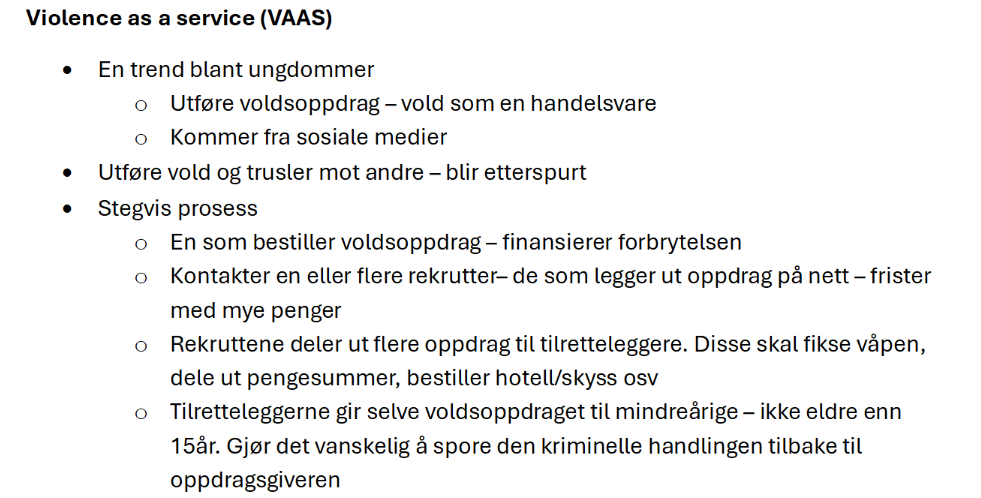 Violence as a service (VAAS)
• En trend blant ungdommer
o Utføre voldsoppdrag – vold som en handelsvare
o Kommer fra sosiale medier
• Utføre vold og trusler mot andre – blir etterspurt
• Stegvis prosess
o En som bestiller voldsoppdrag – finansierer forbrytelsen
o Kontakter en eller flere rekrutter– de som legger ut oppdrag på nett – frister
med mye penger
o Rekruttene deler ut flere oppdrag til tilretteleggere. Disse skal fikse våpen,
dele ut pengesummer, bestiller hotell/skyss osv
o Tilretteleggerne gir selve voldsoppdraget til mindreårige – ikke eldre enn
15år. Gjør det vanskelig å spore den kriminelle handlingen tilbake til
oppdragsgiveren